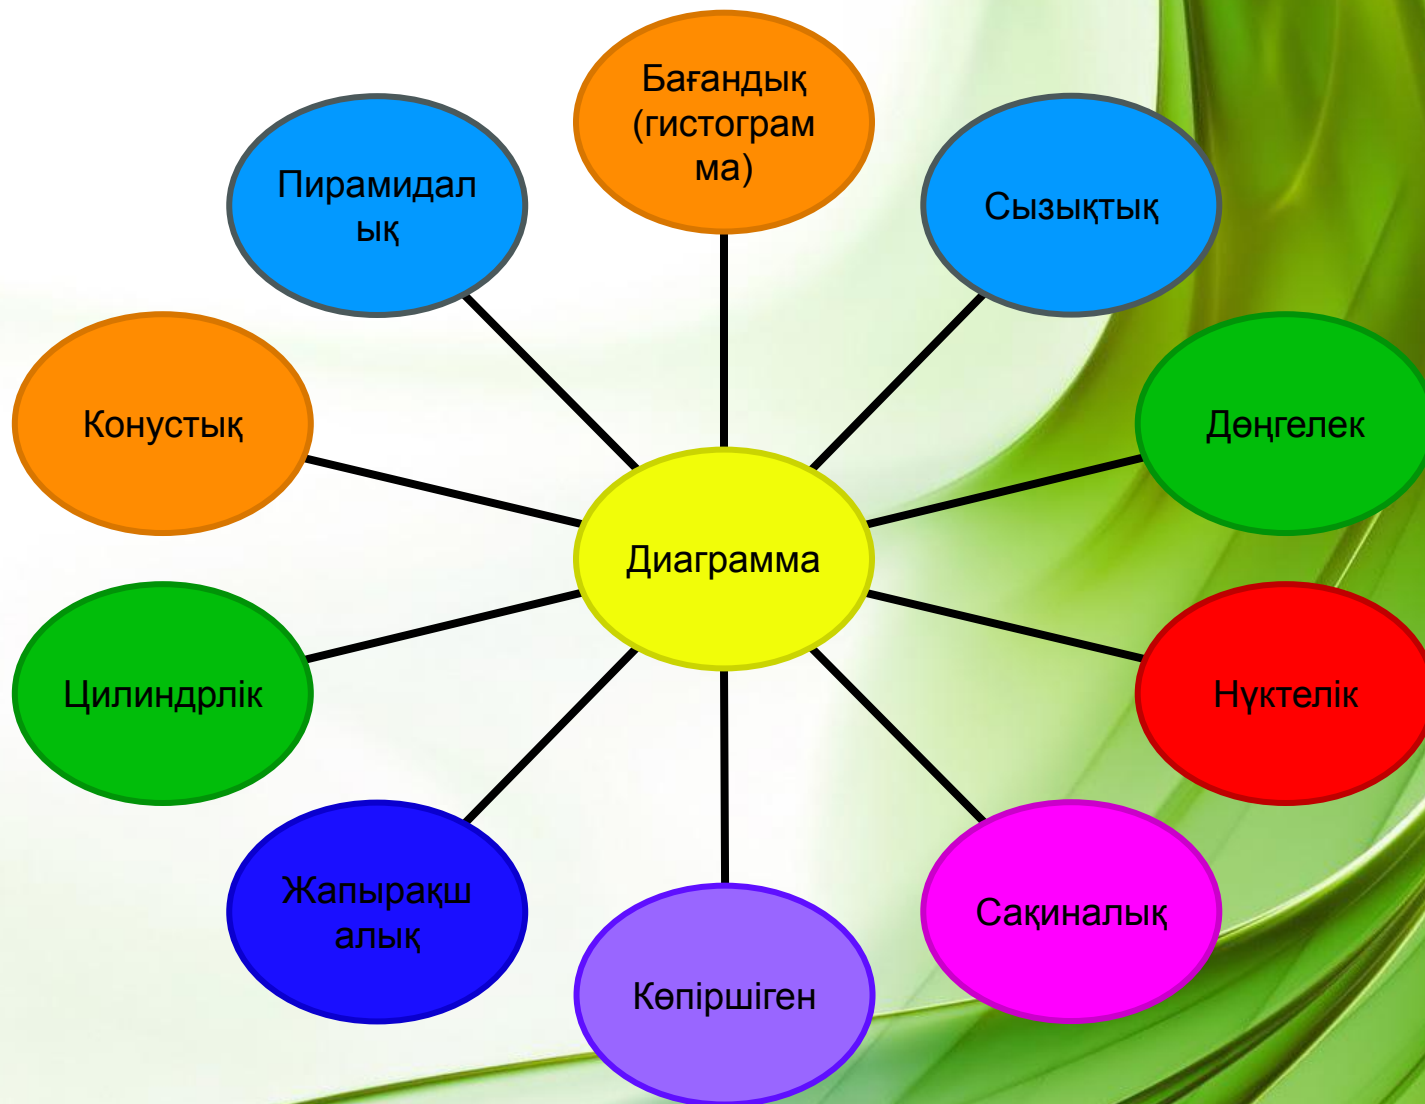 Бағандық
(гистограм
ма)
Пирамидал
ық
Сызықтық
Конустық
Дөңгелек
Диаграмма
Цилиндрлік
Нүктелік
Жапырақш
алық
Сақиналық
Көпіршіген